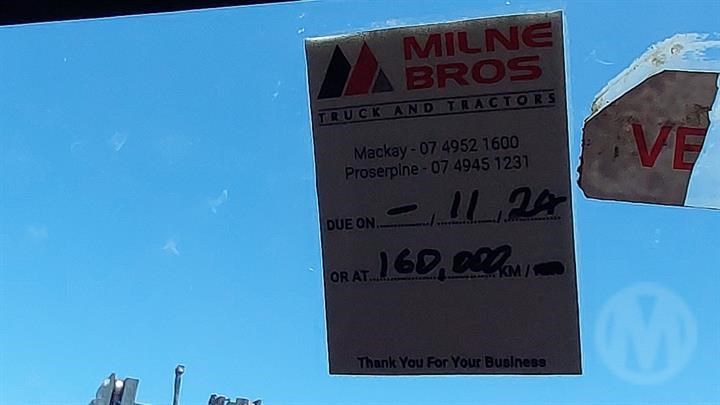 MILNE
BROS
TRUCK AND TRACTORS
Mackay - 07 4952 1600
Proserpine - 07 4945 1231
DUE ON - / 11 / 24
OR AT 160,000 KM /
Thank You For Your Business
VE
M